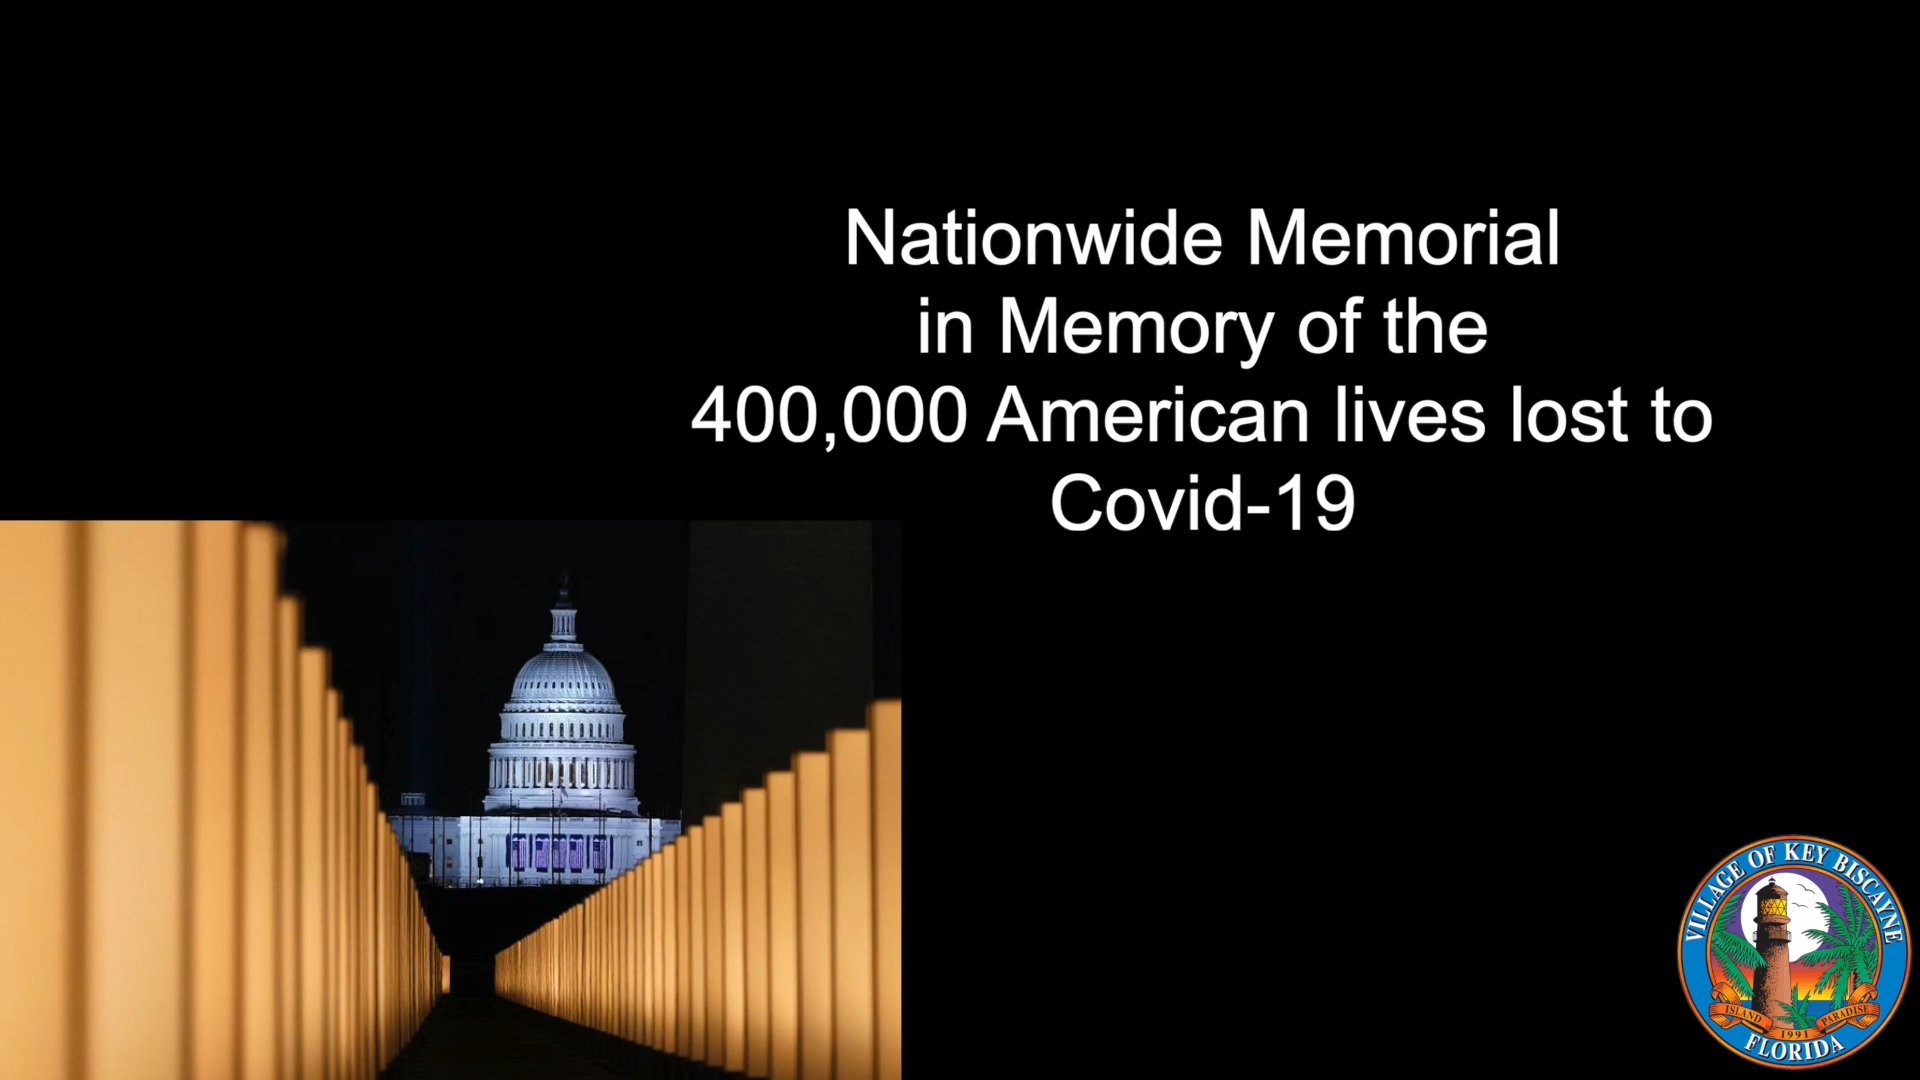 Nationwide Memorial
in Memory of the
400,000 American lives lost to
Covid-19
VILLAGE OF KEY BISCAYNE
ISLAND PARADISE
1991
FLORIDA